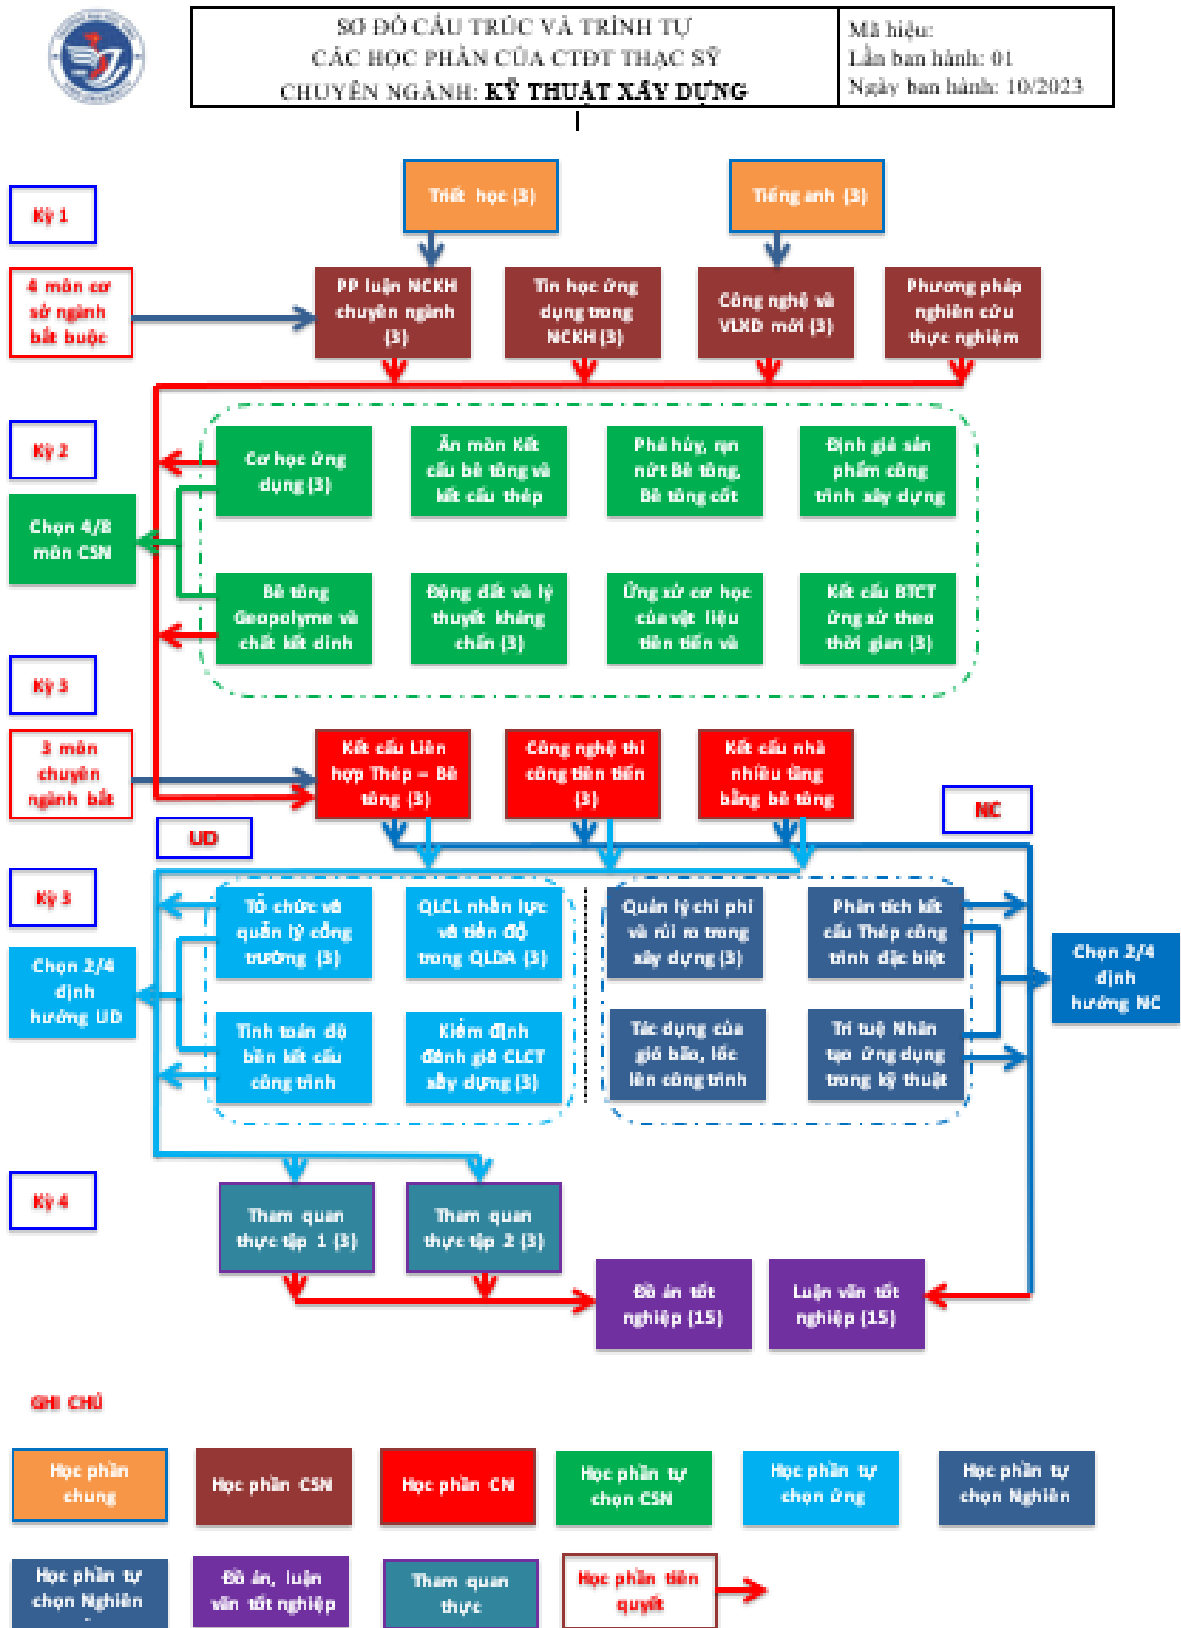 SƠ ĐỒ CẤU TRÚC VÀ TRÌNH TỰ
CÁC HỌC PHẦN CỦA CTĐT THẠC SỸ
CHUYÊN NGÀNH: KỸ THUẬT XÂY DỰNG
Mã hiệu:
Lần ban hành: 01
Ngày ban hành: 10/2023
Triết học (3)
Tiếng anh (3)
Kỳ 1
4 môn cơ
sở ngành
bắt buộc
PP luận NCKH
chuyên ngành
(3)
Tin học ứng
dụng trong
NCKH (3)
Công nghệ và
VLXD mới (3)
Phương pháp
nghiên cứu
thực nghiệm
Kỳ 2
Cơ học ứng
dụng (3)
Ăn mòn Kết
cấu bê tông và
kết cấu thép
Phá hủy, rạn
nứt Bê tông,
Bê tông cốt
Định giá sản
phẩm công
trình xây dựng
Chọn 4/8
môn CSN
Bê tông
Geopolyme và
chất kết dính
Động đất và lý
thuyết kháng
chấn (3)
Ứng xử cơ học
của vật liệu
tiên tiến và
Kết cấu BTCT
ứng xử theo
thời gian (3)
Kỳ 3
3 môn
chuyên
ngành bắt
Kết cấu Liên
hợp Thép – Bê
tông (3)
Công nghệ thi
công tiên tiến
(3)
Kết cấu nhà
nhiều tầng
bằng bê tông
UD
NC
Kỳ 3
Tổ chức và
quản lý công
trường (3)
QLCL nhân lực
và tiến độ
trong QLDA (3)
Quản lý chi phí
và rủi ro trong
xây dựng (3)
Phân tích kết
cấu Thép công
trình đặc biệt
Chọn 2/4
định
hướng UD
Chọn 2/4
định
hướng NC
Tính toán độ
bền kết cấu
công trình
Kiểm định
đánh giá CLCT
xây dựng (3)
Tác dụng của
gió bão, lốc
lên công trình
Trí tuệ Nhân
tạo ứng dụng
trong kỹ thuật
Kỳ 4
Tham quan
thực tập 1 (3)
Tham quan
thực tập 2 (3)
Đồ án tốt
nghiệp (15)
Luận văn tốt
nghiệp (15)
GHI CHÚ
Học phần
chung
Học phần CSN
Học phần CN
Học phần tự
chọn CSN
Học phần tự
chọn Ứng
Học phần tự
chọn Nghiên
Học phần tự
chọn Nghiên
Đồ án, luận
văn tốt nghiệp
Tham quan
thực
Học phần tiên
quyết